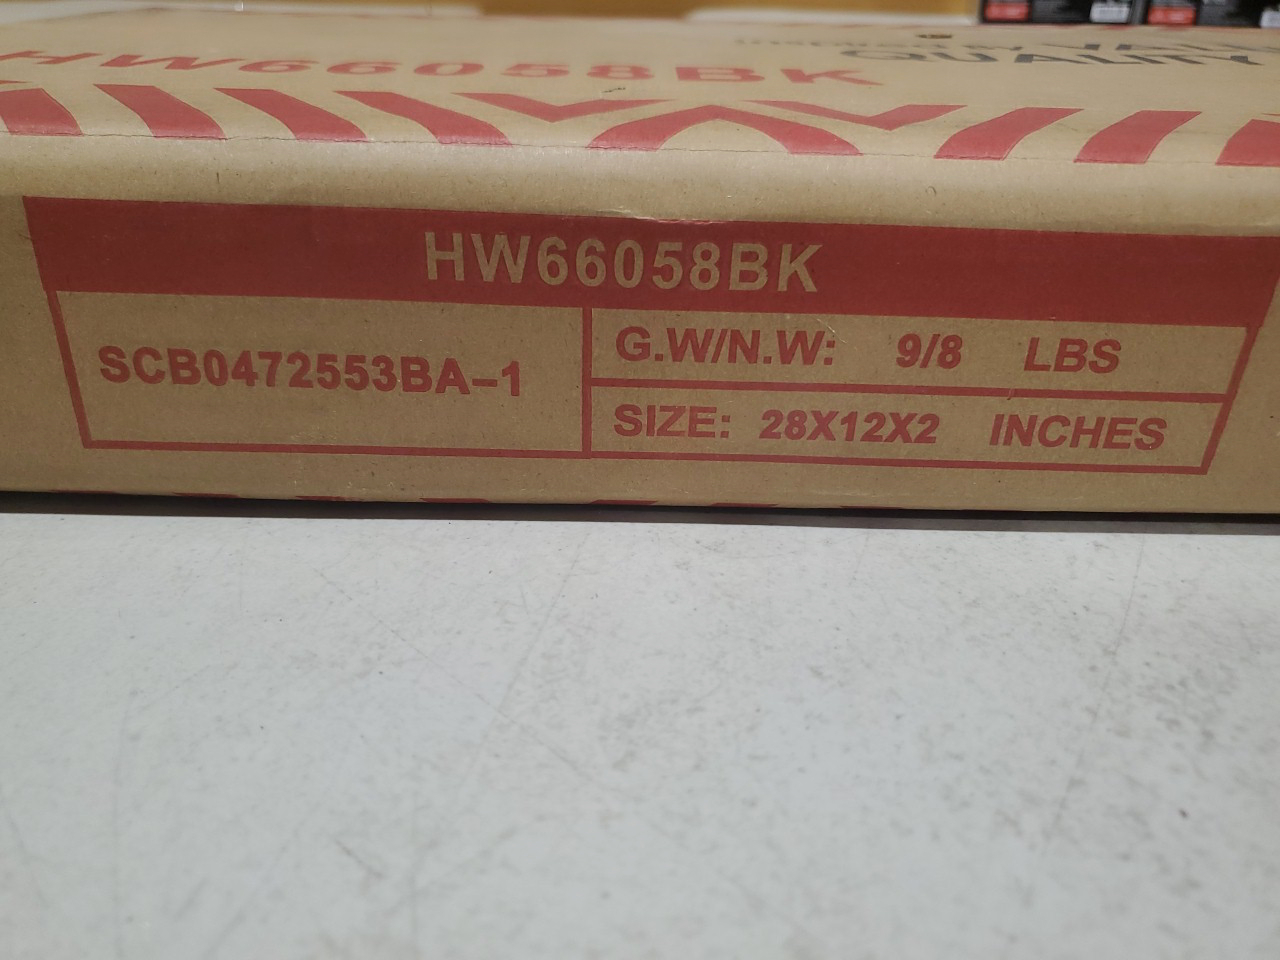 HW66058BK
QUALITY
HW66058BK
SCB0472553BA-1
G.W/N.W: 9/8 LBS
SIZE: 28X12X2 INCHES